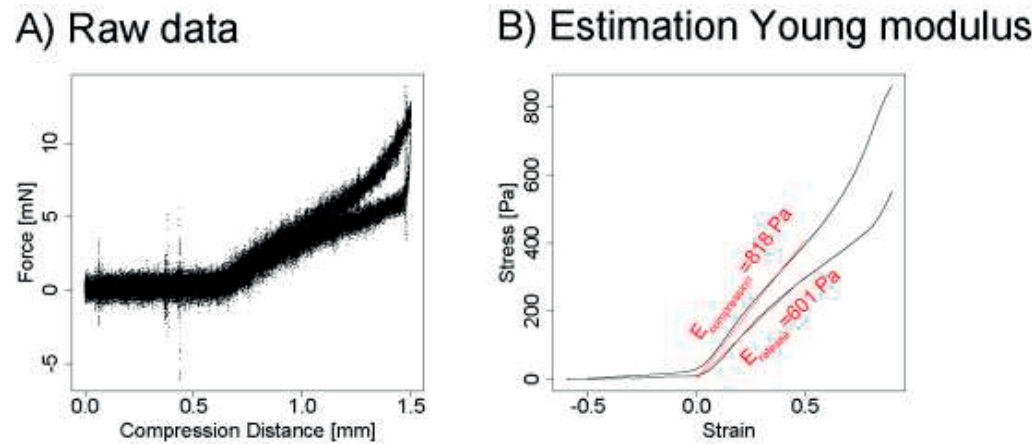 A) Raw data
B) Estimation Young modulus
Force [mN]
10
5
0
-5
0.0
0.5
1.0
1.5
Compression Distance [mm]
Stress [Pa]
800
600
400
200
0
E compression =818 Pa
E release =601 Pa
-0.5
0.0
0.5
Strain